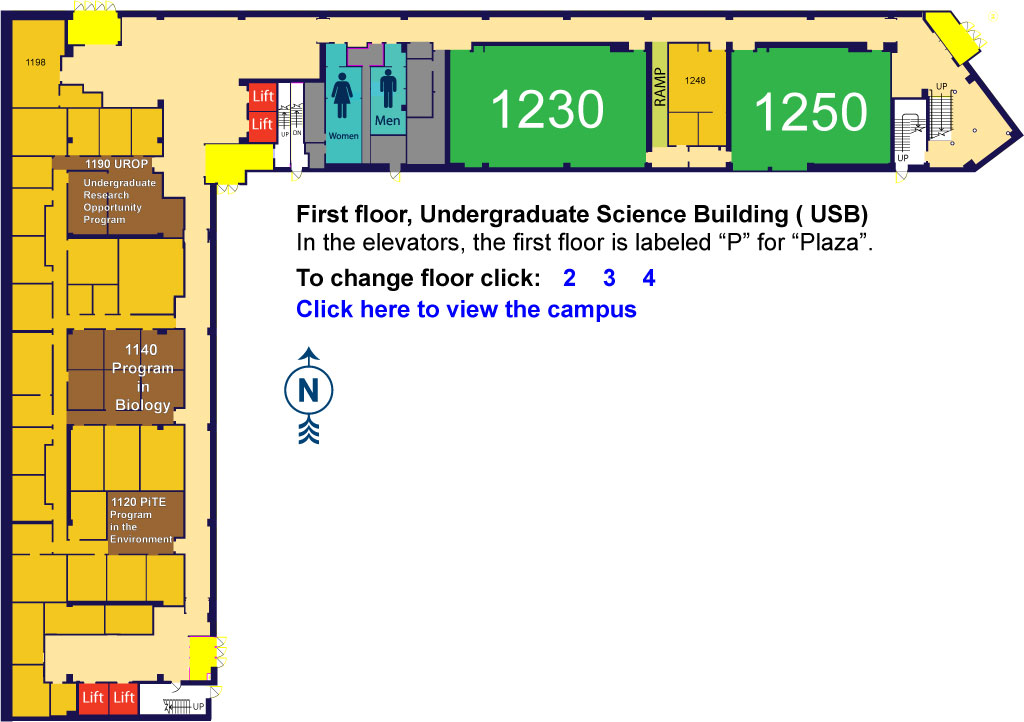 1198
Lift
Lift
UP
DN
Women
Men
1230
RAMP
1248
1250
UP
UP
1190 UROP
Undergraduate
Research
Opportunity
Program
First floor, Undergraduate Science Building ( USB)
In the elevators, the first floor is labeled “P” for “Plaza”.
To change floor click: 2 3 4
Click here to view the campus
N
1140
Program
in
Biology
1120 PiTE
Program
in the
Environment
Lift
Lift
UP